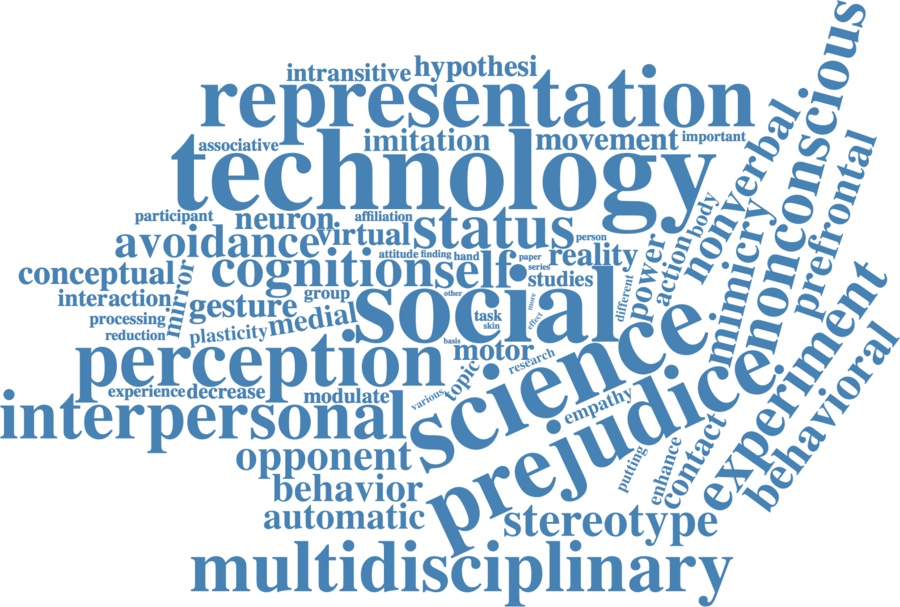 intransitive hypothesi
representation
associative imitation movement important
technology
participant neuron affiliation
avoidance virtual status person
attitude finding hand paper reality
conceptual cognition self series studies
mirror
interaction gesture group other
social
processing plasticity medial task
reduction skin
basis
perception motor
research
experience decrease topic
modulate various
interpersonal
science
more
effect
different
power
action
body
nonverbal
mimicry
nonconscious
prefrontal
experiment
behavioral
prejudice
empathy
putting
enhance
contact
opponent
behavior
automatic stereotype
multidisciplinary